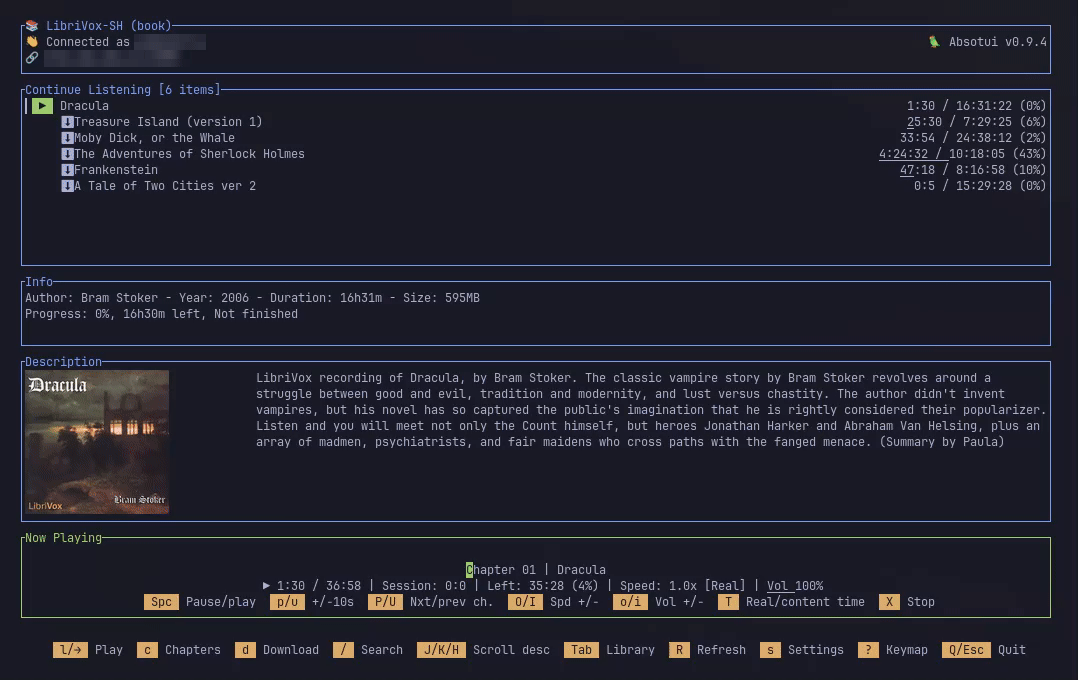 LibriVox-SH (book)
Connected as
Absotui v0.9.4
Continue Listening [6 items]
Dracula 1:30 / 16:31:22 (0%)
Treasure Island (version 1) 25:30 / 7:29:25 (6%)
Moby Dick, or the Whale 33:54 / 24:38:12 (2%)
The Adventures of Sherlock Holmes 4:24:32 / 10:18:05 (43%)
Frankenstein 47:18 / 8:16:58 (10%)
A Tale of Two Cities ver 2 0:5 / 15:29:28 (0%)
Info
Author: Bram Stoker - Year: 2006 - Duration: 16h31m - Size: 595MB
Progress: 0%, 16h30m left, Not finished
Description
Dracula
Bram Stoker
LibriVox
LibriVox recording of Dracula, by Bram Stoker. The classic vampire story by Bram Stoker revolves around a
struggle between good and evil, tradition and modernity, and lust versus chastity. The author didn't invent
vampires, but his novel has so captured the public's imagination that he is rightly considered their popularizer.
Listen and you will meet not only the Count himself, but heroes Jonathan Harker and Abraham Van Helsing, plus an
array of madmen, psychiatrists, and fair maidens who cross paths with the fanged menace. (Summary by Paula)
Now Playing
Chapter 01 | Dracula
▶ 1:30 / 36:58 | Session: 0:0 | Left: 35:28 (4%) | Speed: 1.0x [Real] | Vol 100%
Spc Pause/play p/u +/-10s P/U Nxt/prev ch. O/I Spd +/- o/i Vol +/- T Real/content time X Stop
l/→ Play c Chapters d Download / Search J/K/H Scroll desc Tab Library R Refresh s Settings ? Keymap Q/Esc Quit